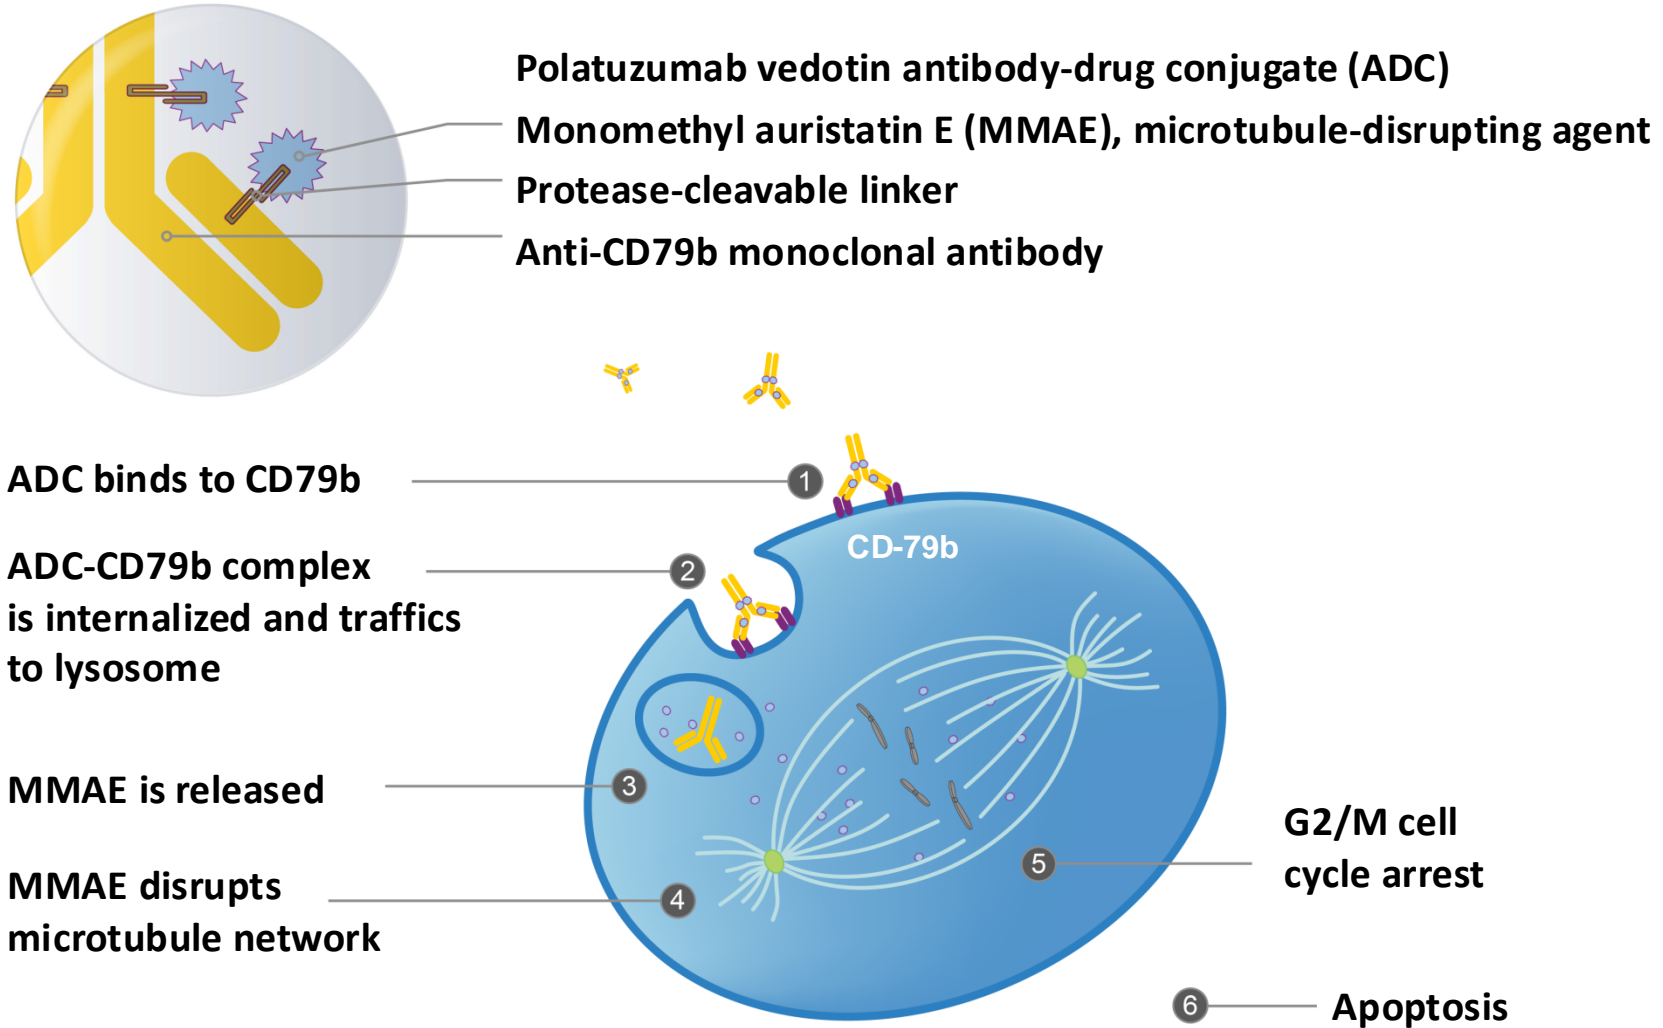 Polatuzumab vedotin antibody-drug conjugate (ADC)
Monomethyl auristatin E (MMAE), microtubule-disrupting agent
Protease-cleavable linker
Anti-CD79b monoclonal antibody
ADC binds to CD79b
1
CD-79b
ADC-CD79b complex
is internalized and traffics
to lysosome
2
MMAE is released
3
MMAE disrupts
microtubule network
4
5
G2/M cell
cycle arrest
6
Apoptosis